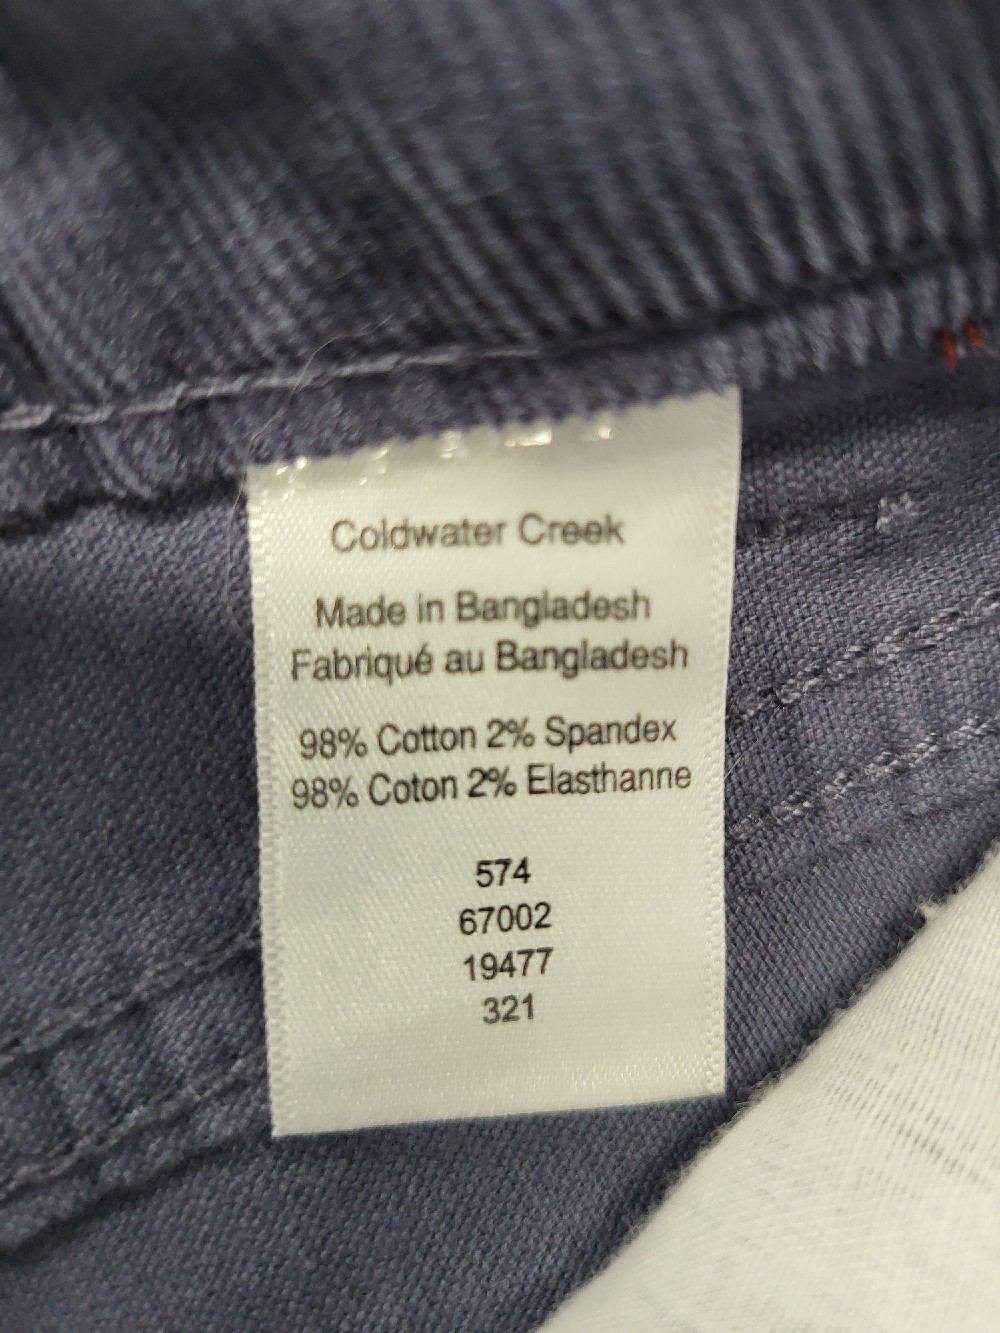 Coldwater Creek
Made in Bangladesh
Fabriqué au Bangladesh
98% Cotton 2% Spandex
98% Coton 2% Elasthanne
574
67002
19477
321